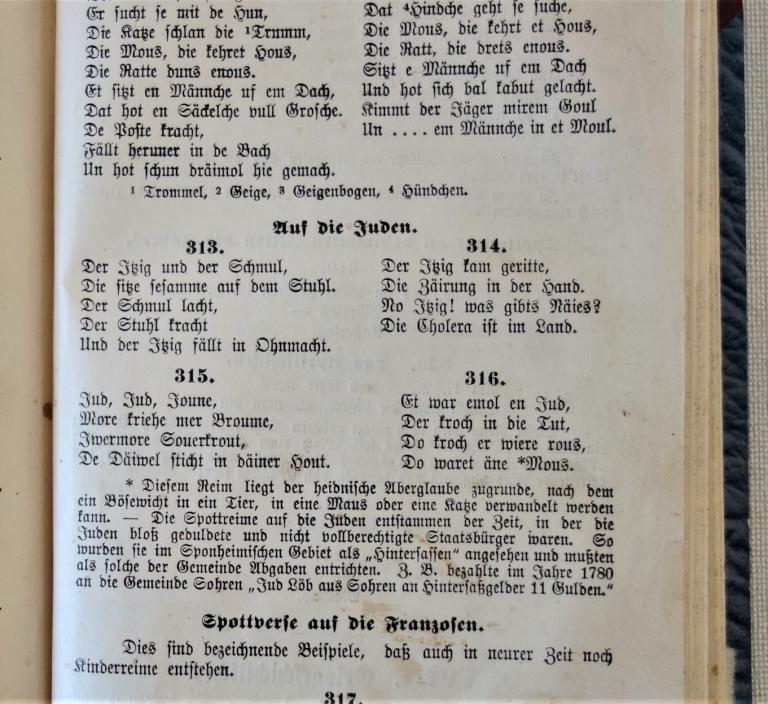 Er sucht se mit de Hun,
Die Katze schlan die ¹Trumm,
Die Mous, die kehret Hous,
Die Ratte duns enous.
Et sitzt en Männche uf em Dach,
Dat hot en Säckelche vull Grosche.
De Poste kracht,
Fällt heruner in de Bach
Un hot schun dräimol hie gemach.
Dat ⁴Hindche geht se suche,
Die Mous, die kehrt et Hous,
Die Ratt, die drets enous.
Sitzt e Männche uf em Dach
Und hot sich bal kabut gelacht.
Kimmt der Jäger mirem Goul
Un .... em Männche in et Moul.
¹ Trommel, ² Geige, ³ Geigenbogen, ⁴ Hündchen.
Auf die Juden.
313.
Der Itzig und der Schmul,
Die sitze sesamme auf dem Stuhl.
Der Schmul lacht,
Der Stuhl kracht
Und der Itzig fällt in Ohnmacht.
314.
Der Itzig kam geritte,
Die Zäirung in der Hand.
No Itzig! was gibts Näies?
Die Cholera ist im Land.
315.
Jud, Jud, Joune,
More kriehe mer Broume,
Iwermore Souerkrout,
De Däiwel sticht in däiner Hout.
316.
Et war emol en Jud,
Der kroch in die Tut,
Do kroch er wiere rous,
Do waret äne *Mous.
* Diesem Reim liegt der heidnische Aberglaube zugrunde, nach dem
ein Bösewicht in ein Tier, in eine Maus oder eine Katze verwandelt werden
kann. — Die Spottreime auf die Juden entstammen der Zeit, in der die
Juden bloß geduldete und nicht vollberechtigte Staatsbürger waren. So
wurden sie im Sponheimischen Gebiet als „Hintersassen“ angesehen und mußten
als solche der Gemeinde Abgaben entrichten. Z. B. bezahlte im Jahre 1780
an die Gemeinde Sohren „Jud Löb aus Sohren an Hintersaßgelder 11 Gulden.“
Spottverse auf die Franzosen.
Dies sind bezeichnende Beispiele, daß auch in neurer Zeit noch
Kinderreime entstehen.
317.